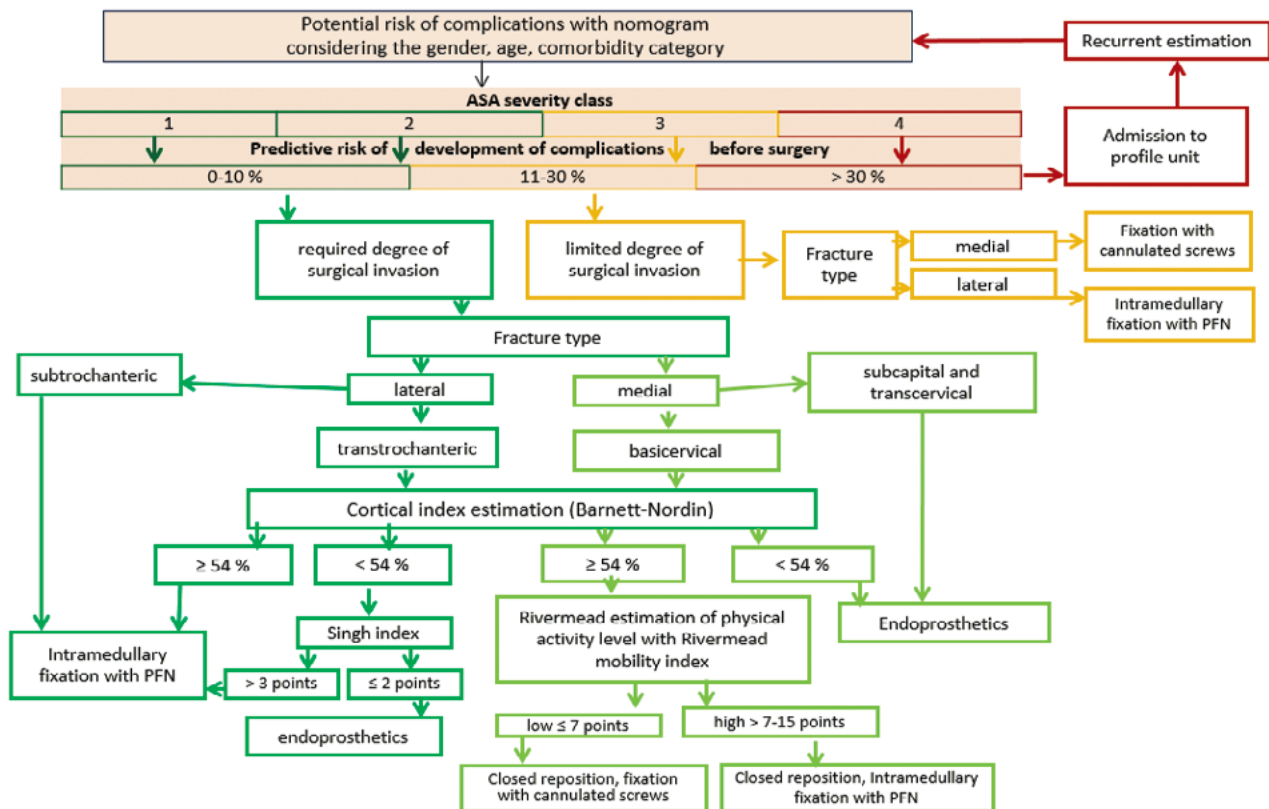 Potential risk of complications with nomogram
considering the gender, age, comorbidity category
Recurrent estimation
ASA severity class
1
2
3
4
Admission to
profile unit
Predictive risk of development of complications before surgery
0-10 %
11-30 %
> 30 %
required degree of
surgical invasion
limited degree of
surgical invasion
Fracture
type
medial
lateral
Fixation with
cannulated screws
Intramedullary
fixation with PFN
Fracture type
subtrochanteric
lateral
medial
subcapital and
transcervical
transtrochanteric
basicervical
Cortical index estimation (Barnett-Nordin)
≥ 54 %
< 54 %
≥ 54 %
< 54 %
Singh index
Rivermead estimation of physical
activity level with Rivermead
mobility index
Endoprosthetics
Intramedullary
fixation with PFN
> 3 points
≤ 2 points
endoprosthetics
low ≤ 7 points
high > 7-15 points
Closed reposition, fixation
with cannulated screws
Closed reposition, Intramedullary
fixation with PFN